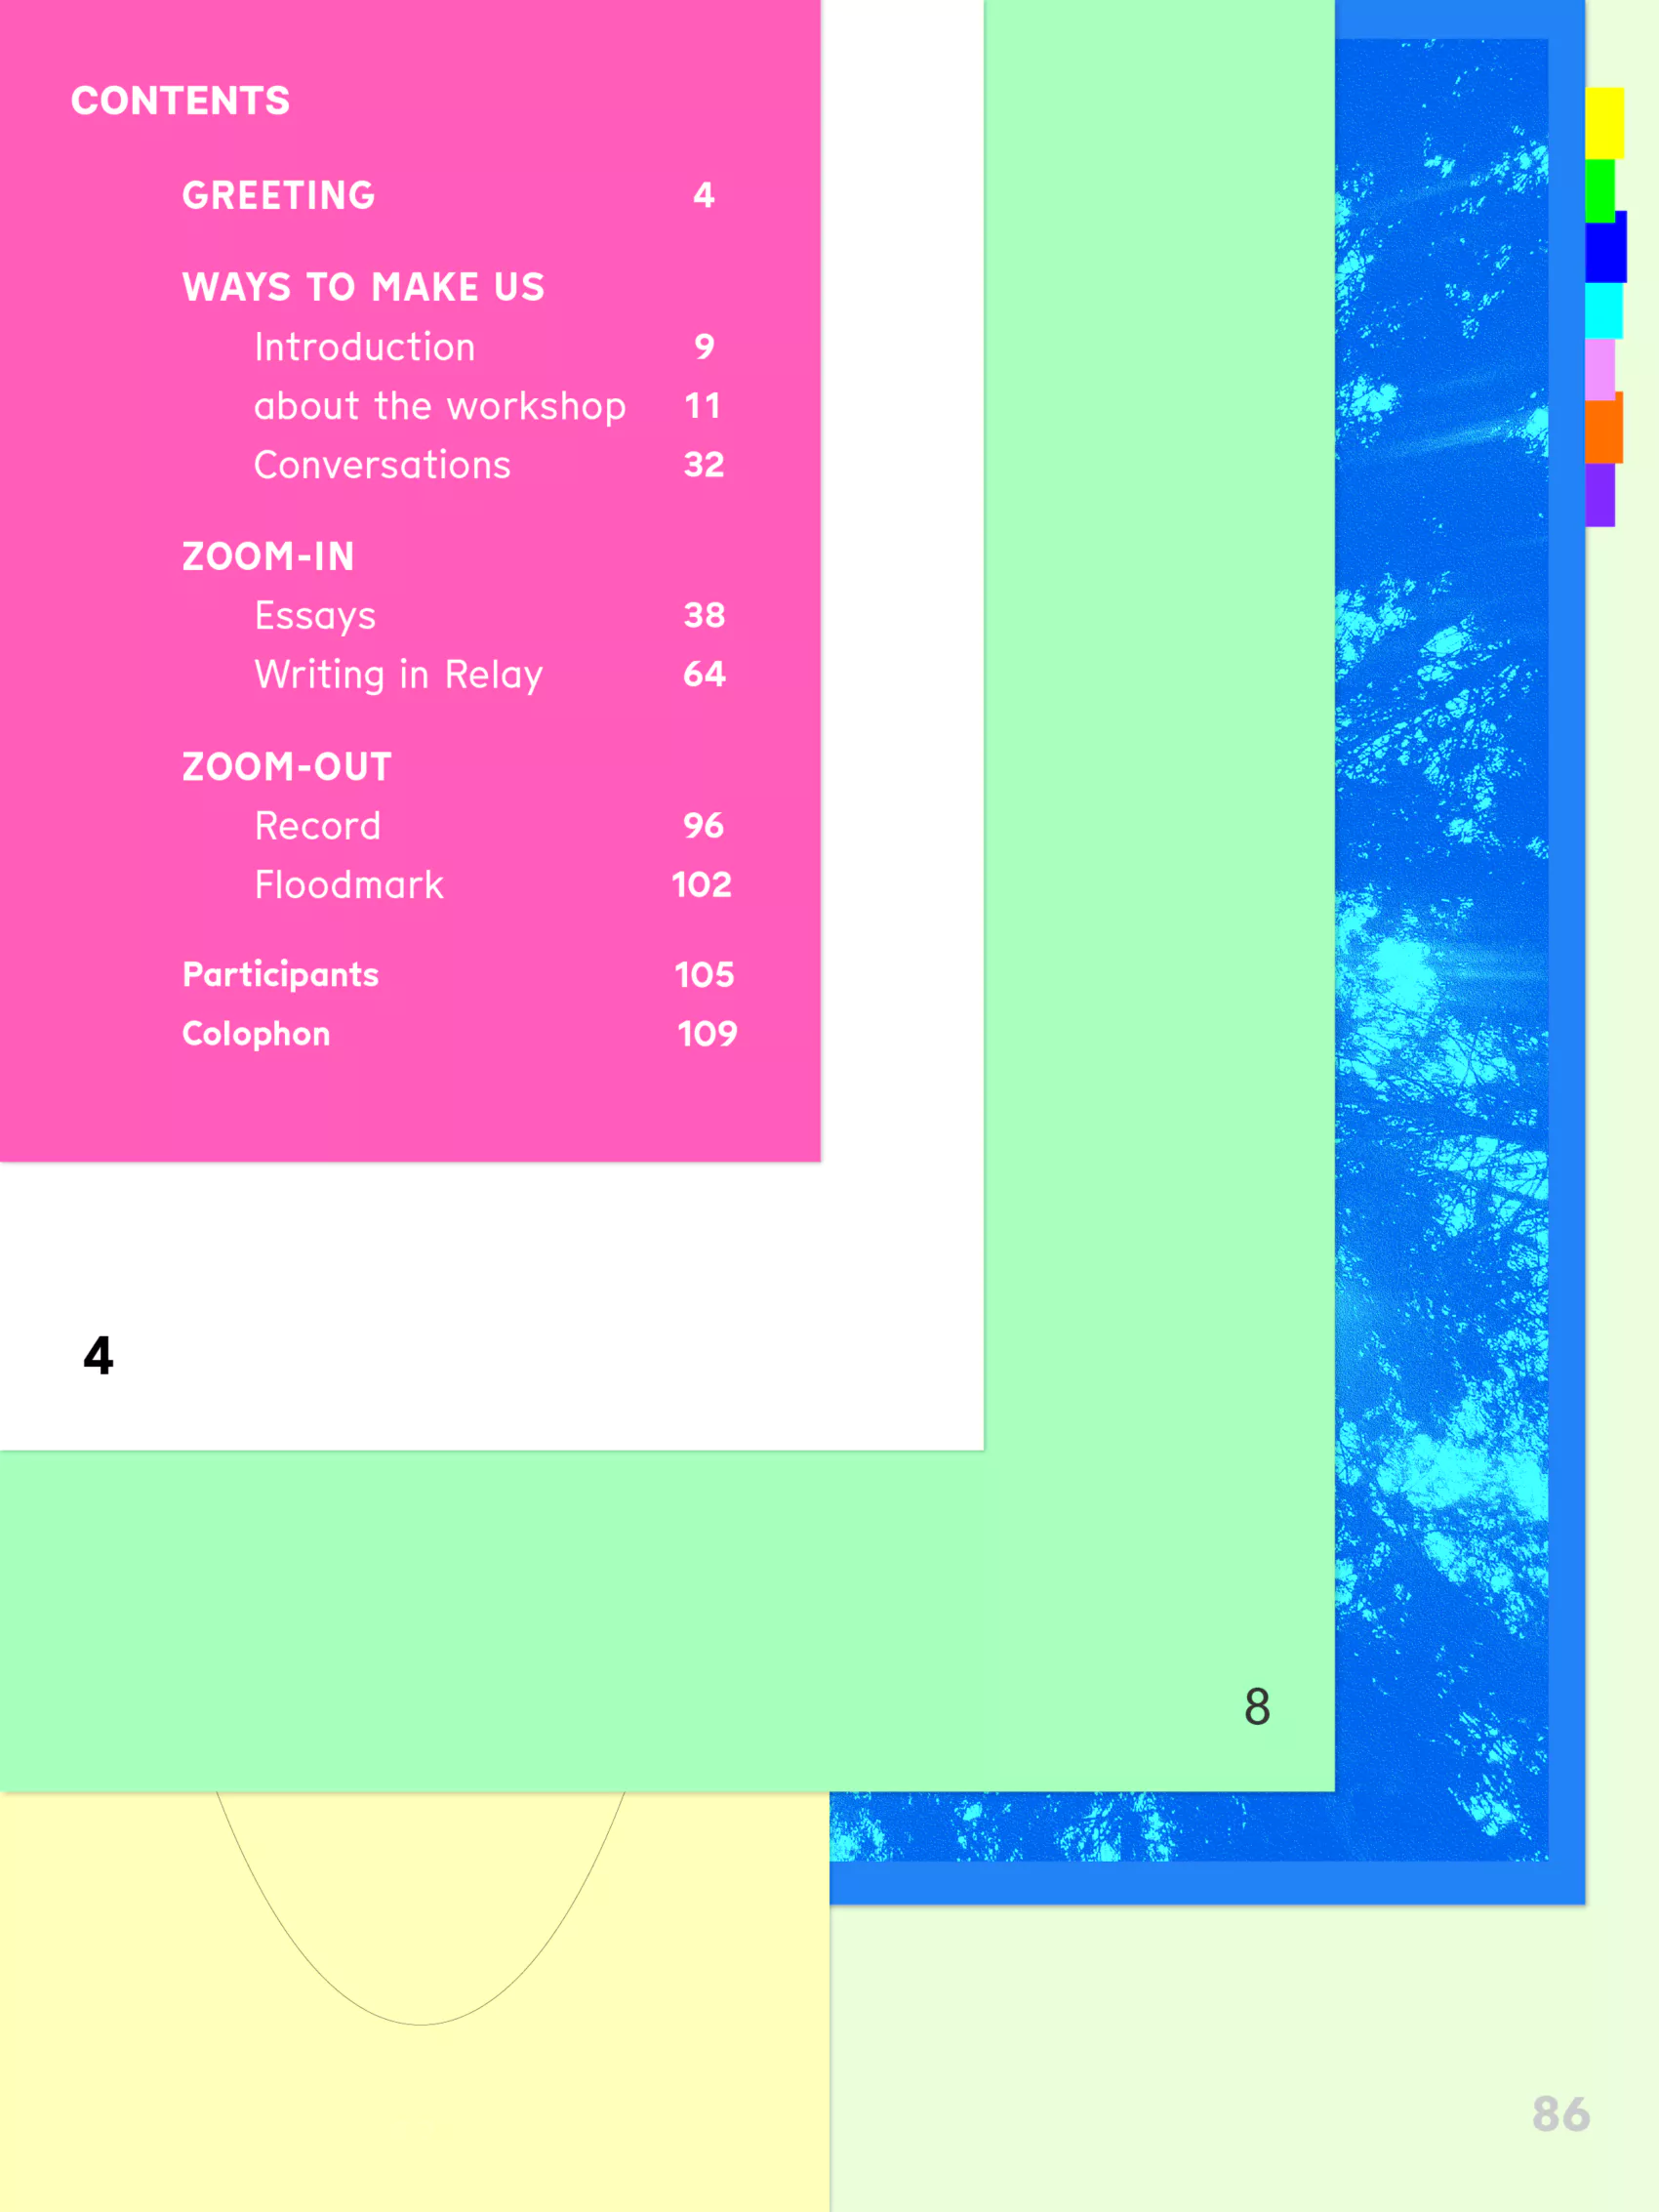 CONTENTS
GREETING 4
WAYS TO MAKE US
Introduction 9
about the workshop 11
Conversations 32
ZOOM-IN
Essays 38
Writing in Relay 64
ZOOM-OUT
Record 96
Floodmark 102
Participants 105
Colophon 109
4
8
86